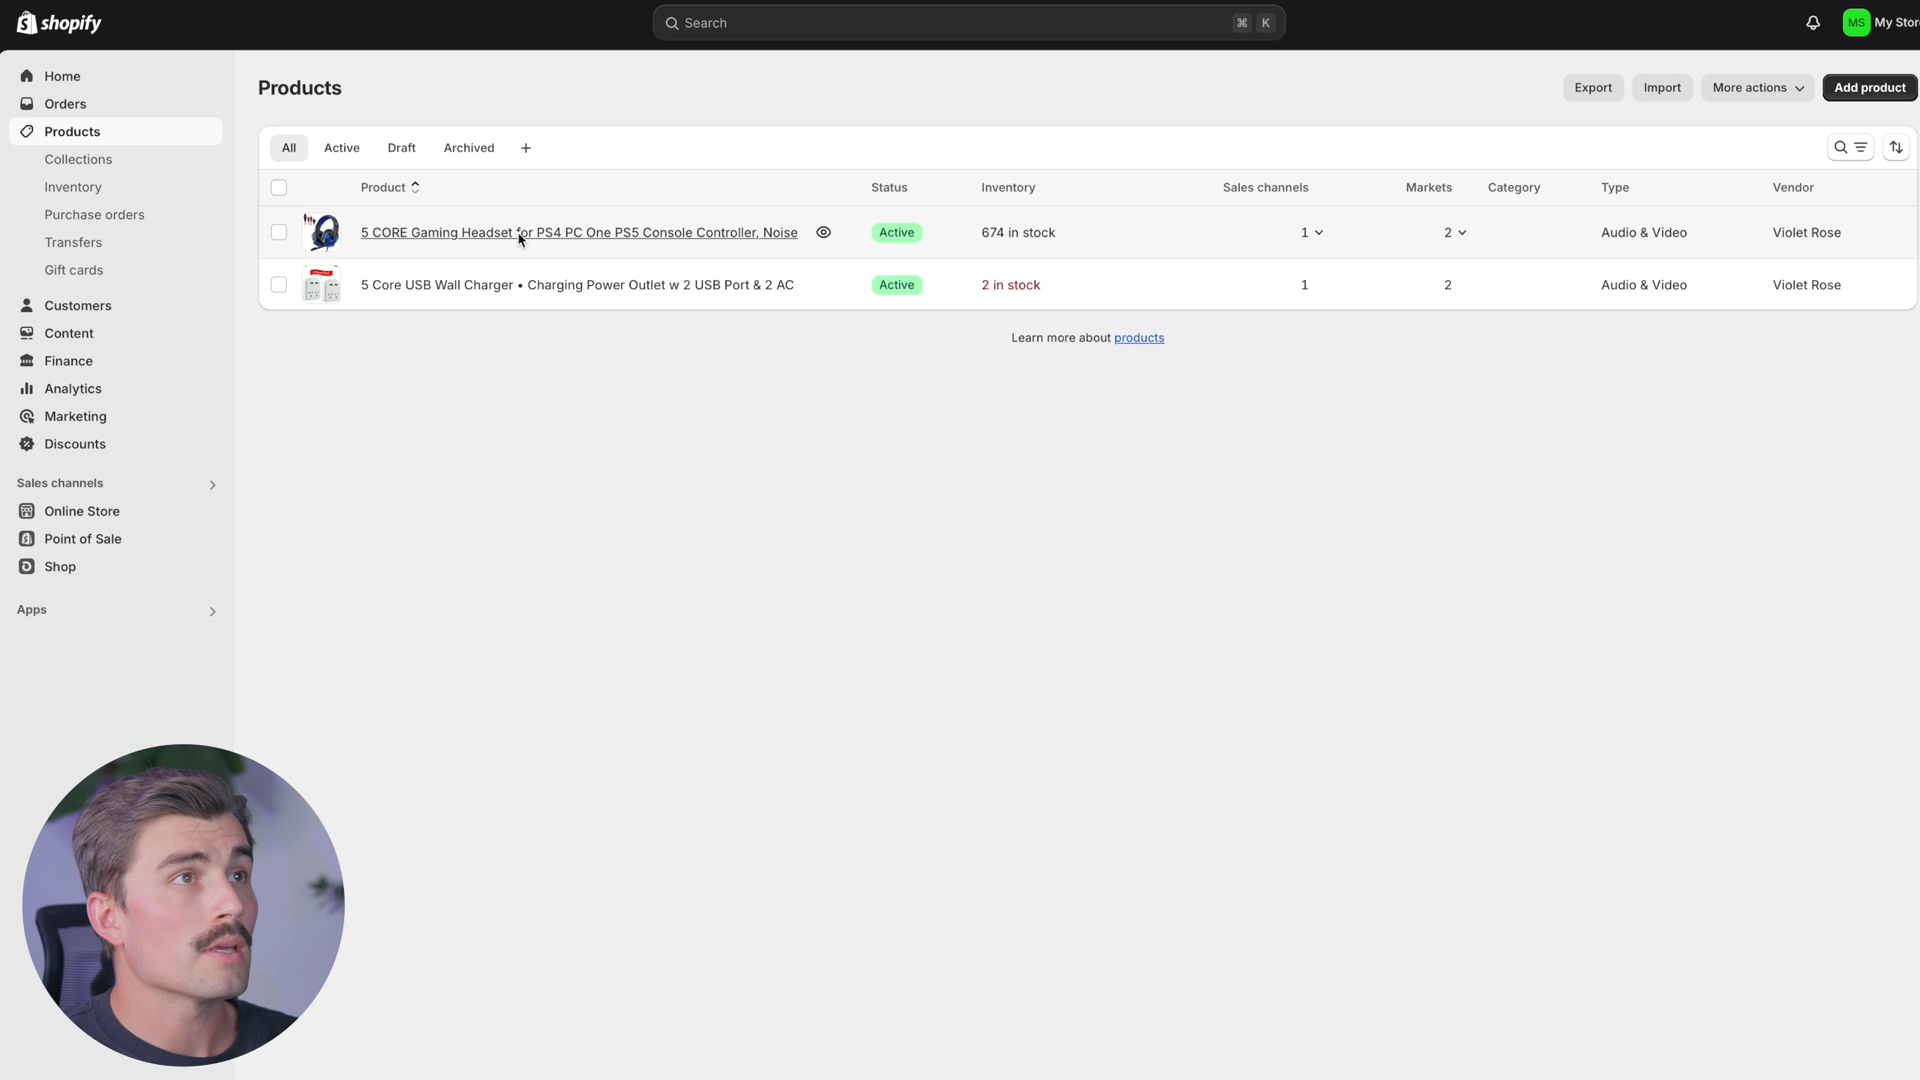 shopify
Search
⌘ K
MS My Stor
Home
Orders
Products
Collections
Inventory
Purchase orders
Transfers
Gift cards
Customers
Content
Finance
Analytics
Marketing
Discounts
Sales channels
Online Store
Point of Sale
Shop
Apps
Products
Export Import More actions Add product
All Active Draft Archived +
Product Status Inventory Sales channels Markets Category Type Vendor
5 CORE Gaming Headset for PS4 PC One PS5 Console Controller, Noise Active 674 in stock 1 2 Audio & Video Violet Rose
5 Core USB Wall Charger • Charging Power Outlet w 2 USB Port & 2 AC Active 2 in stock 1 2 Audio & Video Violet Rose
Learn more about products